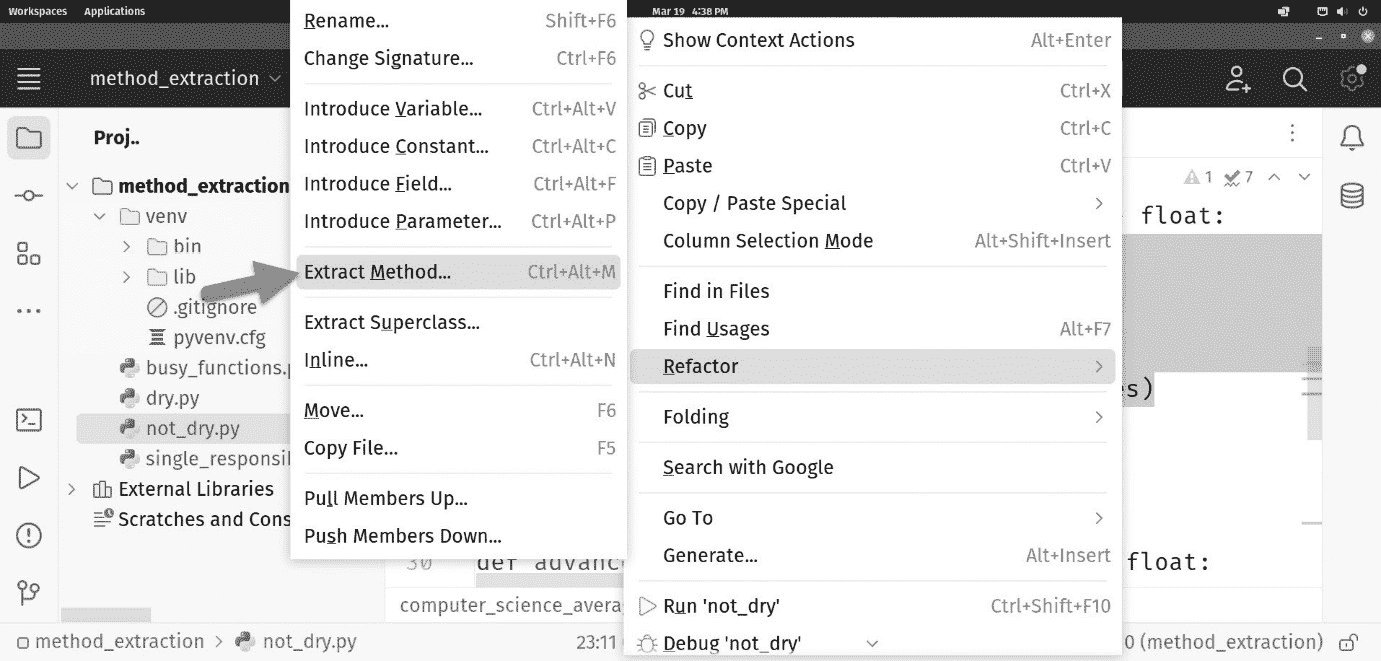 Workspaces Applications
Mar 19 4:38 PM
method_extraction
Proj..
method_extraction
venv
bin
lib
.gitignore
pyvenv.cfg
busy_functions.p
dry.py
not_dry.py
single_responsil
External Libraries
Scratches and Cons
Rename... Shift+F6
Change Signature... Ctrl+F6
Introduce Variable... Ctrl+Alt+V
Introduce Constant... Ctrl+Alt+C
Introduce Field... Ctrl+Alt+F
Introduce Parameter... Ctrl+Alt+P
Extract Method... Ctrl+Alt+M
Extract Superclass...
Inline... Ctrl+Alt+N
Move... F6
Copy File... F5
Pull Members Up...
Push Members Down...
Show Context Actions Alt+Enter
Cut Ctrl+X
Copy Ctrl+C
Paste Ctrl+V
Copy / Paste Special
Column Selection Mode Alt+Shift+Insert
Find in Files
Find Usages Alt+F7
Refactor
Folding
Search with Google
Go To
Generate... Alt+Insert
Run 'not_dry' Ctrl+Shift+F10
Debug 'not_dry'
1 7
float:
s)
30 def advanc float:
computer_science_avera
method_extraction > not_dry.py 23:11 0 (method_extraction)